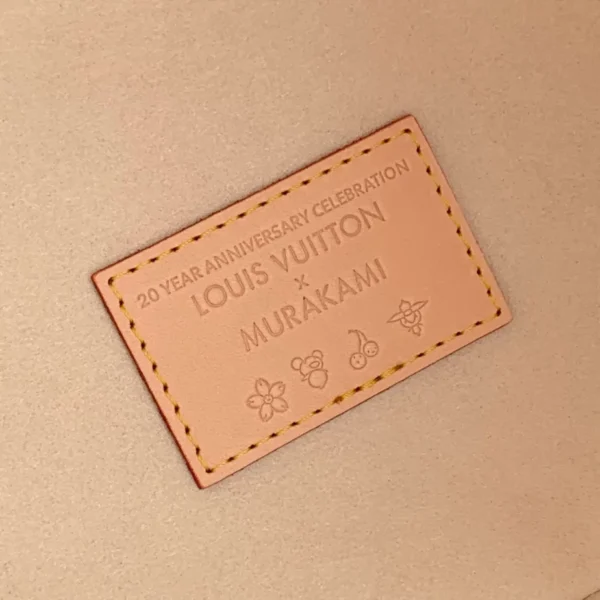 20 YEAR ANNIVERSARY CELEBRATION
LOUIS VUITTON
x
MURAKAMI